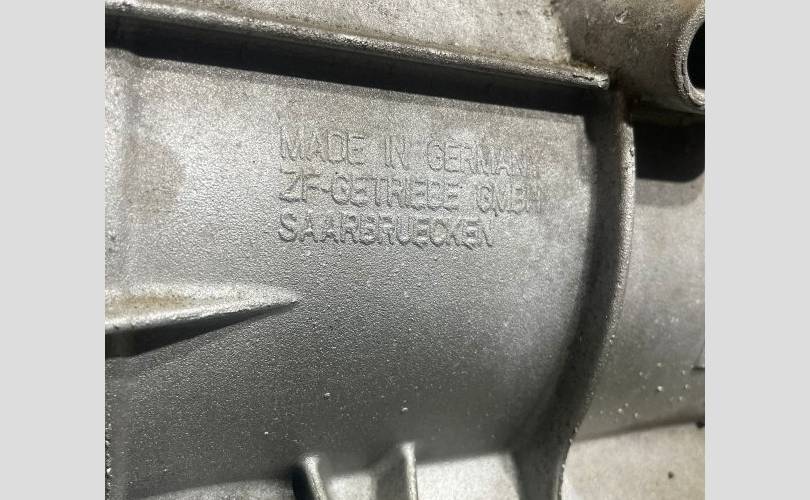 MADE IN GERMANY
ZF-GETRIEBE GMBH
SAARBRUECKEN